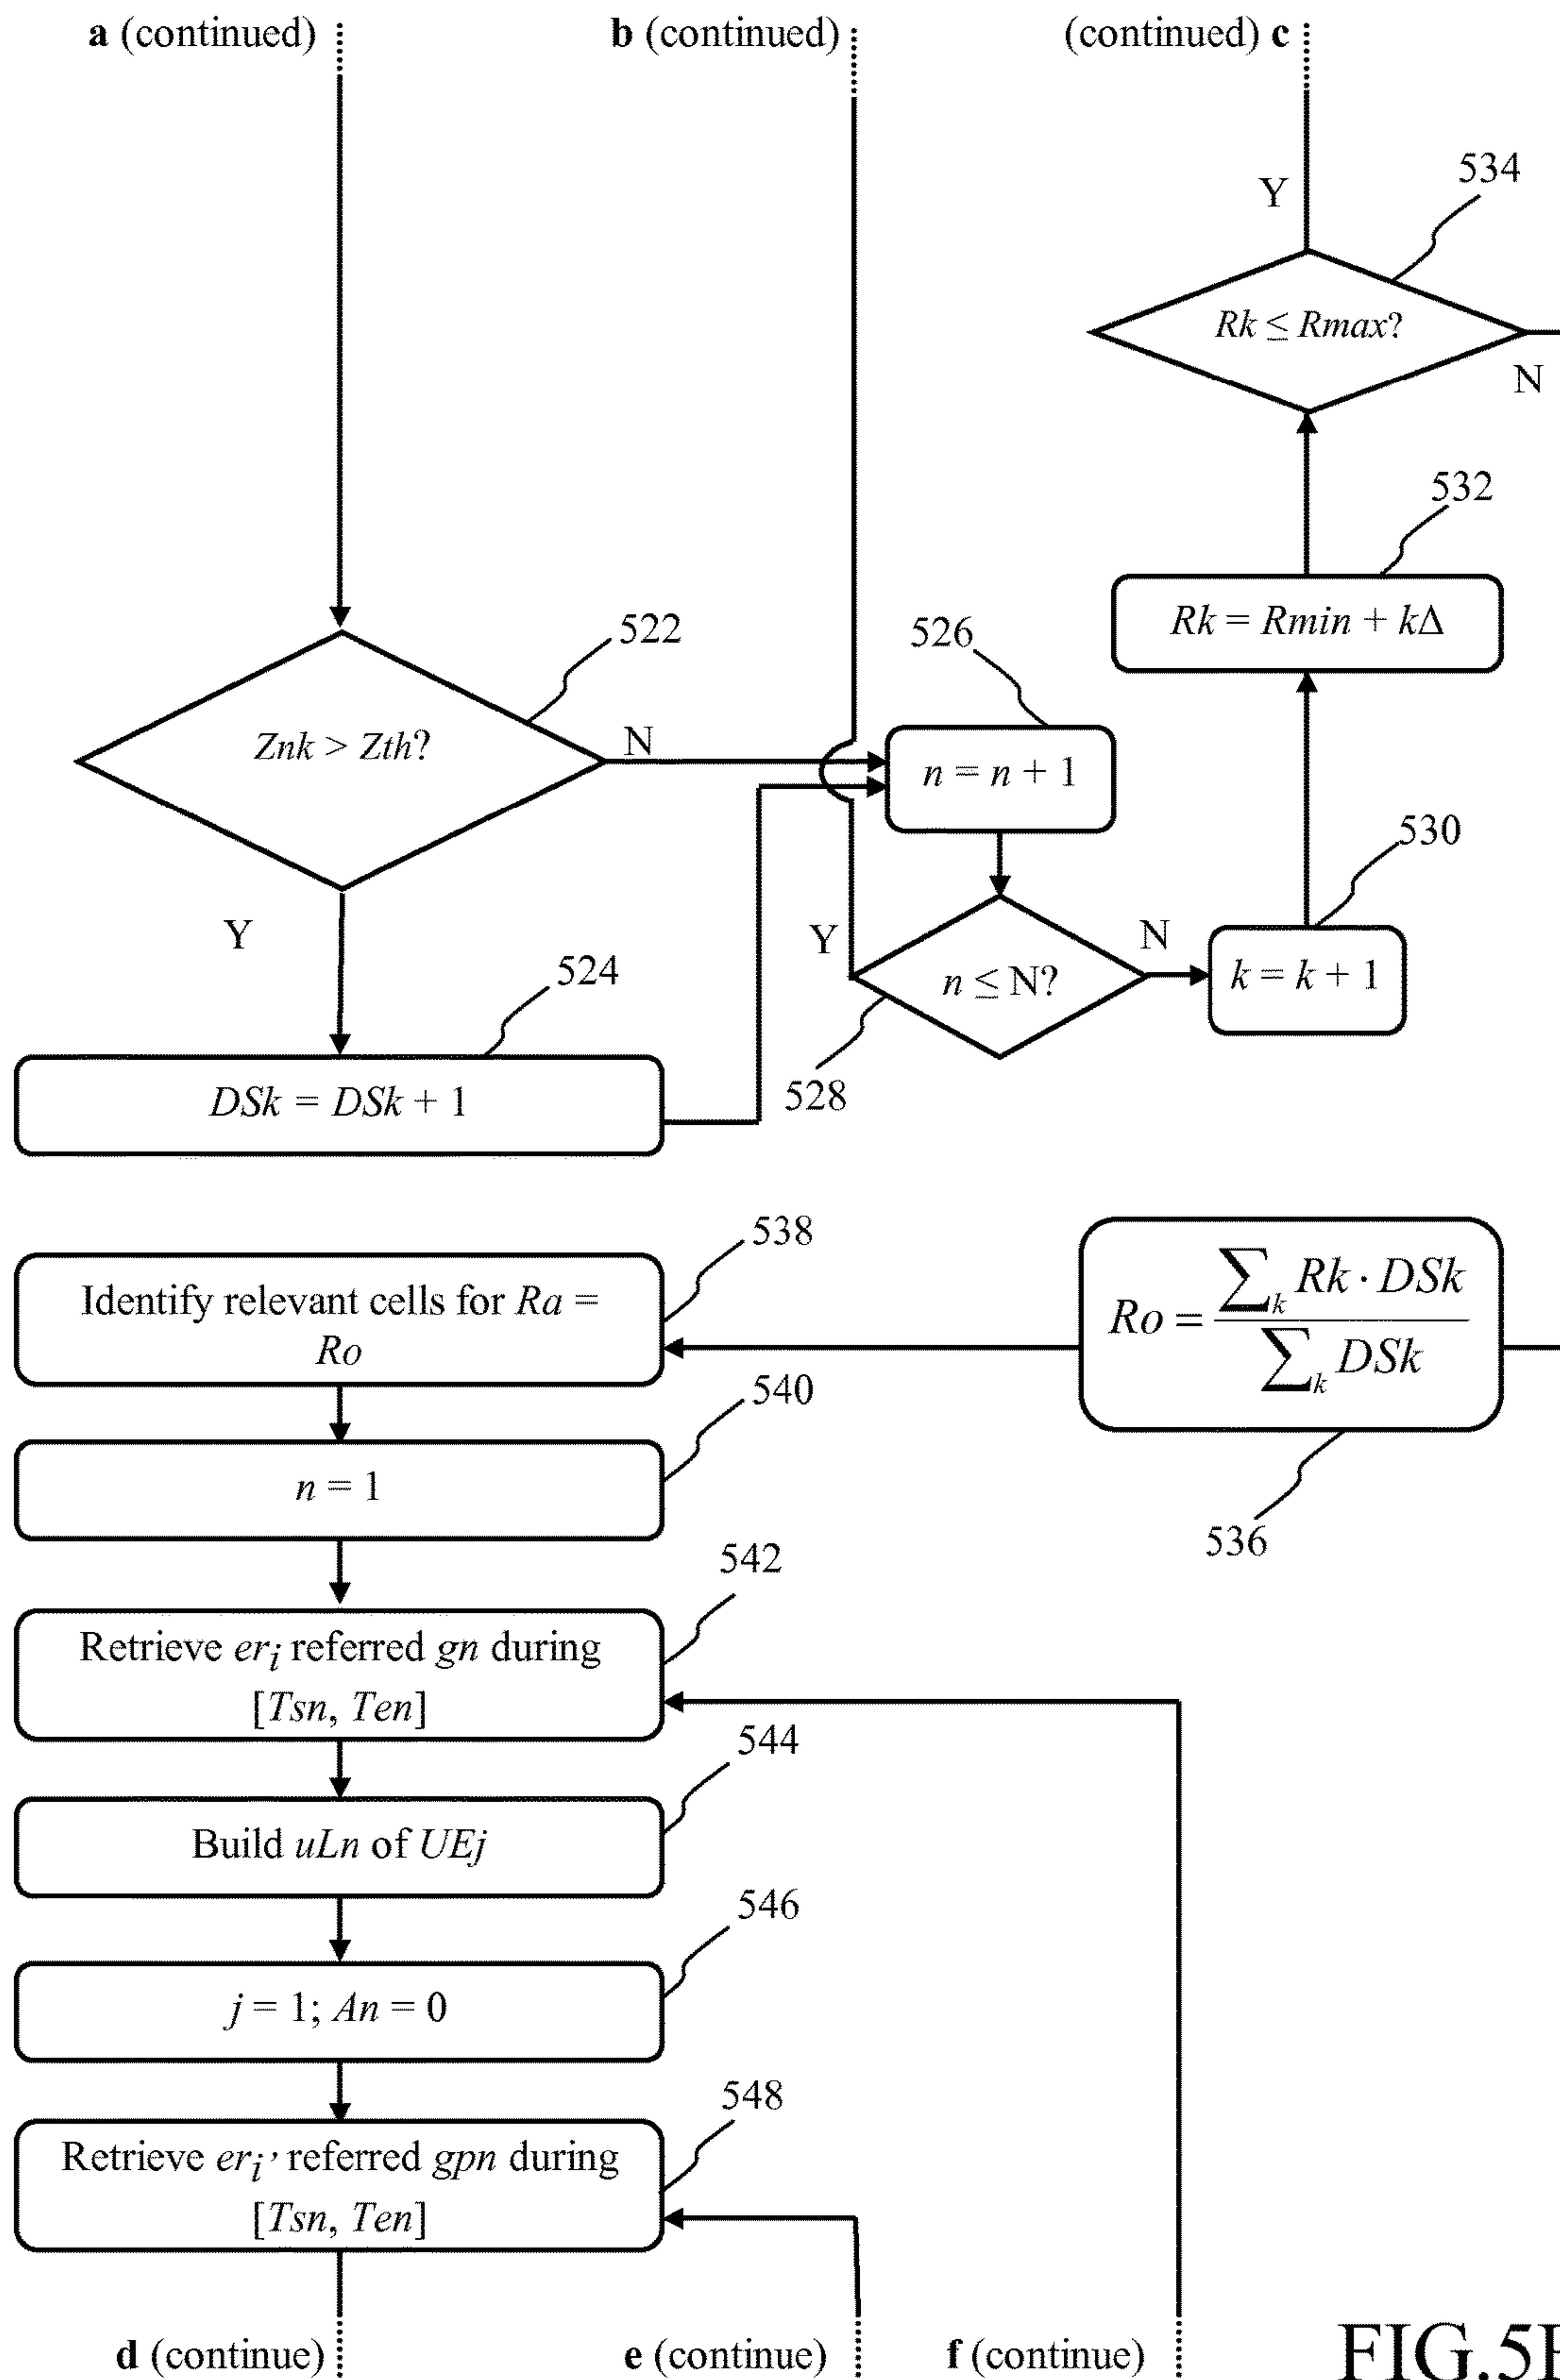 a (continued)
b (continued)
(continued) c
534
Y
Rk ≤ Rmax?
N
532
Rk = Rmin + kΔ
522
526
Znk > Zth?
N
n = n + 1
530
Y
Y
N
n ≤ N?
k = k + 1
524
528
DSk = DSk + 1
538
Identify relevant cells for Ra =
Ro
Ro = ∑k Rk · DSk / ∑k DSk
540
n = 1
536
542
Retrieve eri referred gn during
[Tsn, Ten]
544
Build uLn of UEj
546
j = 1; An = 0
548
Retrieve eri’ referred gpn during
[Tsn, Ten]
d (continue)
e (continue)
f (continue)